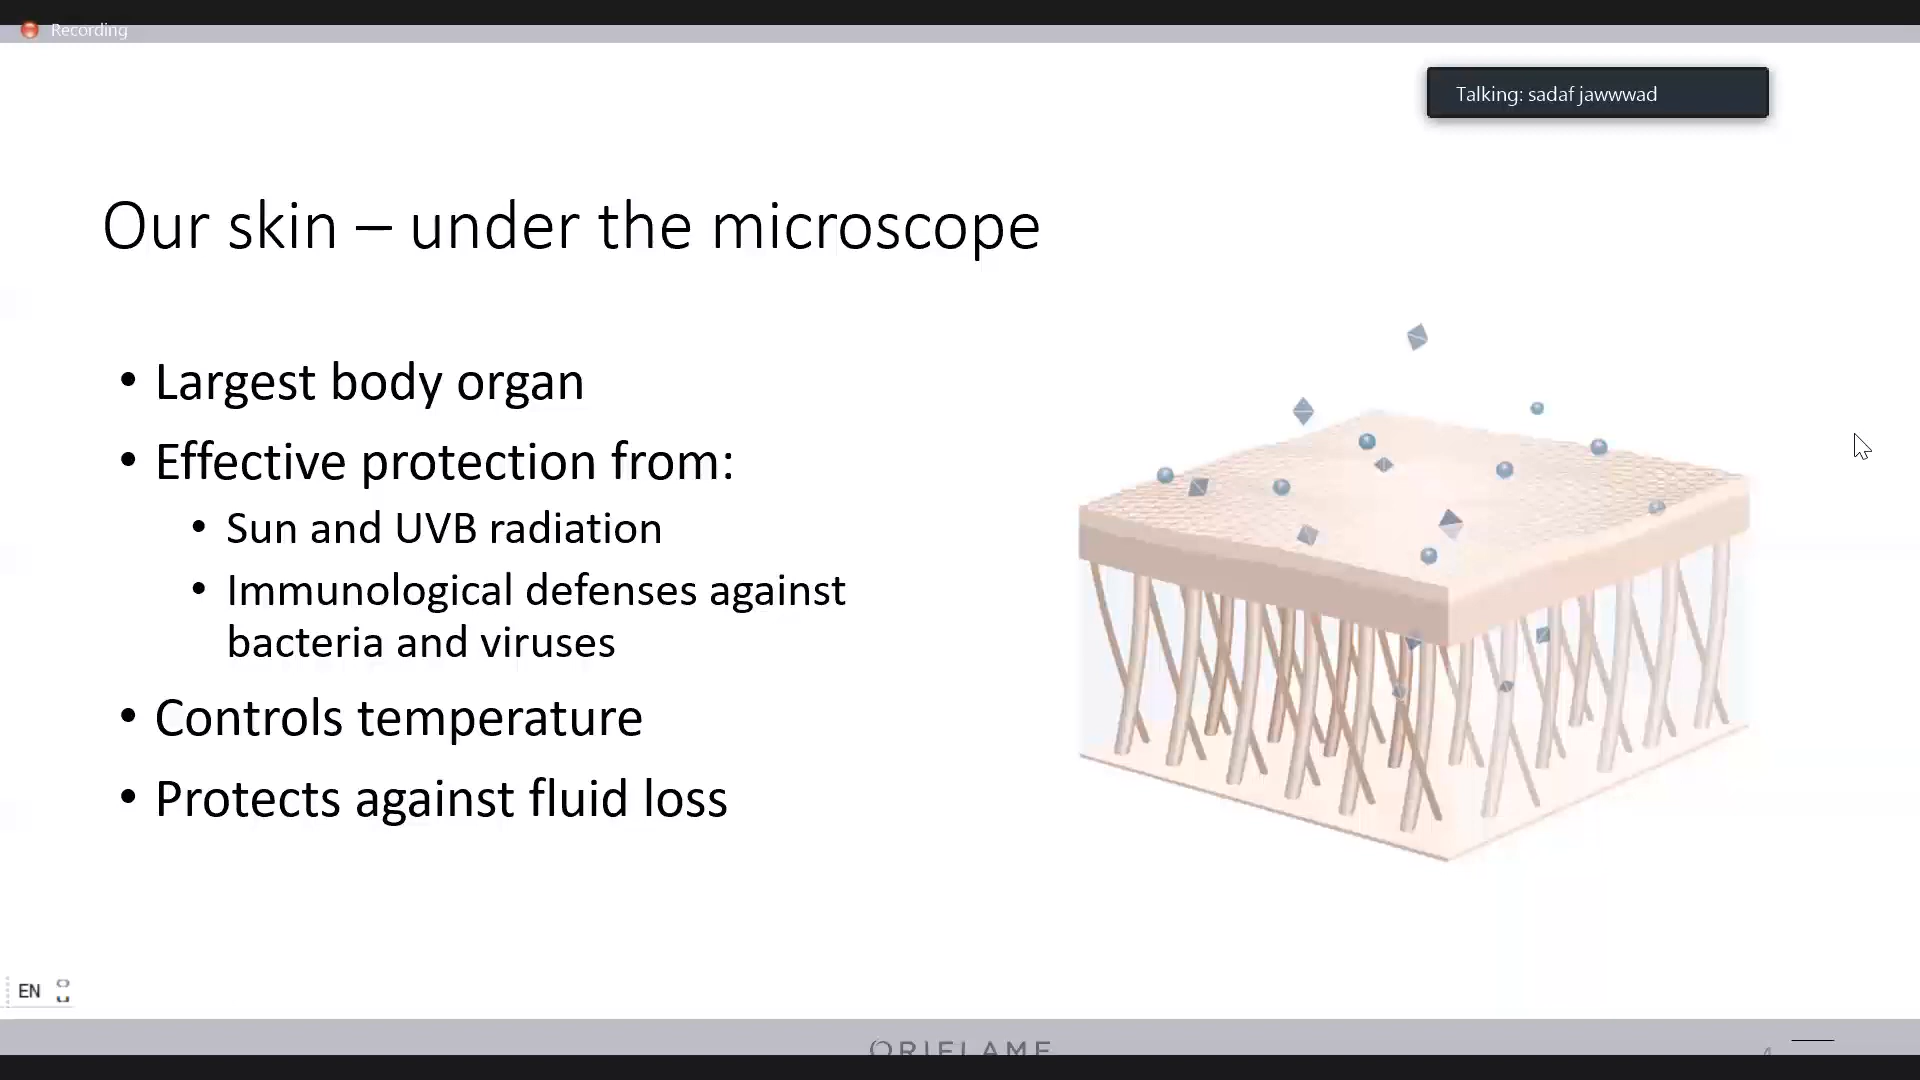 Recording
Talking: sadaf jawwwad
Our skin – under the microscope
• Largest body organ
• Effective protection from:
• Sun and UVB radiation
• Immunological defenses against
bacteria and viruses
• Controls temperature
• Protects against fluid loss
EN
ORIFLAME
4